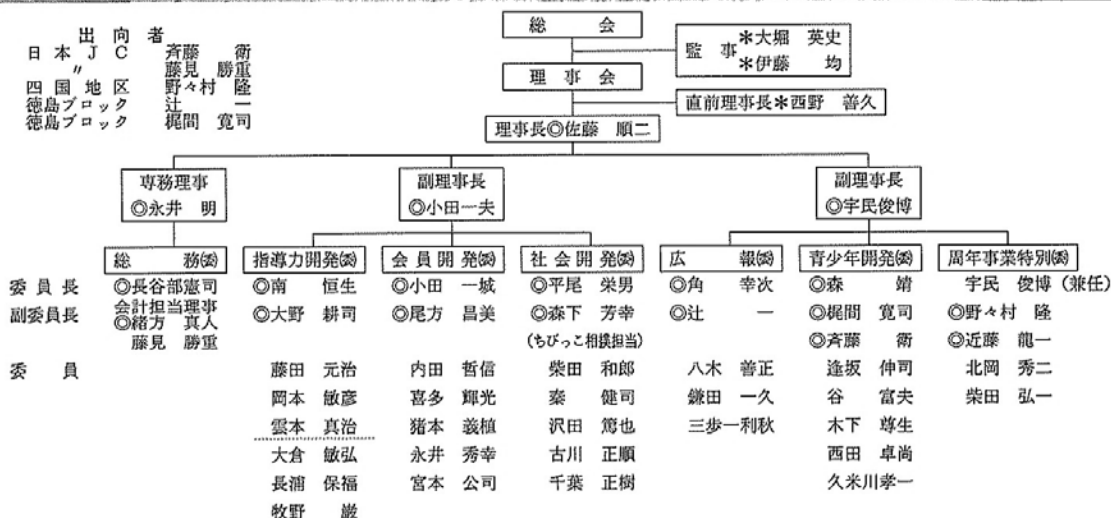 出向者
日本JC 斉藤 衛
〃 藤見 勝重
四国地区 野々村 隆
徳島ブロック 辻 一
徳島ブロック 梶間 寛司
総会
監事 *大堀 英史
*伊藤 均
理事会
直前理事長*西野 善久
理事長◎佐藤 順二
専務理事
◎永井 明
副理事長
◎小田一夫
副理事長
◎宇民俊博
総務(委) 指導力開発(委) 会員開発(委) 社会開発(委) 広報(委) 青少年開発(委) 周年事業特別(委)
委員長 ◎長谷部憲司 ◎南 恒生 ◎小田 一城 ◎平尾 栄男 ◎角 幸次 ◎森 靖 宇民 俊博(兼任)
副委員長 会計担当理事 ◎大野 耕司 ◎尾方 昌美 ◎森下 芳幸 ◎辻 一 ◎梶間 寛司 ◎野々村 隆
◎緒方 真人
藤見 勝重 (ちびっこ相撲担当) ◎斉藤 衛 ◎近藤 龍一
委員 藤田 元治 内田 哲信 柴田 和郎 八木 善正 逢坂 伸司 北岡 秀二
岡本 敏彦 喜多 輝光 秦 健司 鎌田 一久 谷 富夫 柴田 弘一
雲本 真治 猪本 義植 沢田 篤也 三歩一利秋 木下 尊生
大倉 敏弘 永井 秀幸 古川 正順 西田 卓尚
長浦 保福 宮本 公司 千葉 正樹 久米川孝一
牧野 巌